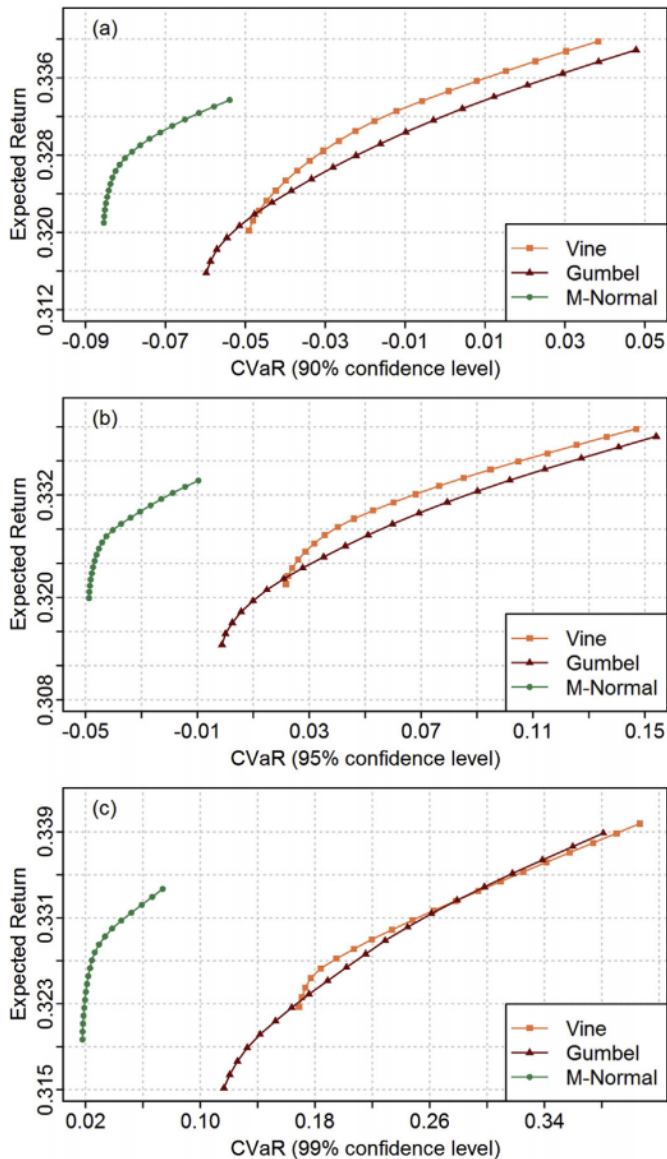 (a)
Expected Return
0.336
0.328
0.320
0.312
Vine
Gumbel
M-Normal
-0.09 -0.07 -0.05 -0.03 -0.01 0.01 0.03 0.05
CVaR (90% confidence level)
(b)
Expected Return
0.332
0.320
0.308
Vine
Gumbel
M-Normal
-0.05 -0.01 0.03 0.07 0.11 0.15
CVaR (95% confidence level)
(c)
Expected Return
0.339
0.331
0.323
0.315
Vine
Gumbel
M-Normal
0.02 0.10 0.18 0.26 0.34
CVaR (99% confidence level)